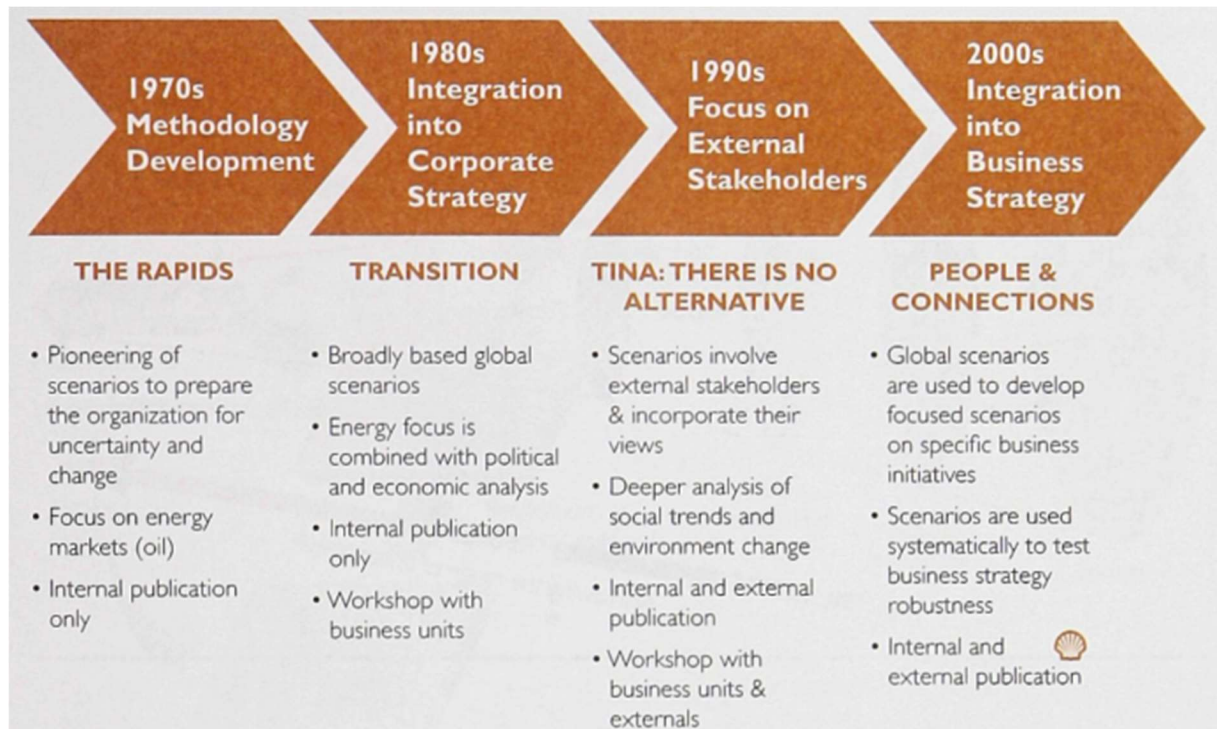 1970s
Methodology
Development
1980s
Integration
into
Corporate
Strategy
1990s
Focus on
External
Stakeholders
2000s
Integration
into
Business
Strategy
THE RAPIDS
• Pioneering of
scenarios to prepare
the organization for
uncertainty and
change
• Focus on energy
markets (oil)
• Internal publication
only
TRANSITION
• Broadly based global
scenarios
• Energy focus is
combined with political
and economic analysis
• Internal publication
only
• Workshop with
business units
TINA: THERE IS NO
ALTERNATIVE
• Scenarios involve
external stakeholders
& incorporate their
views
• Deeper analysis of
social trends and
environment change
• Internal and external
publication
• Workshop with
business units &
externals
PEOPLE &
CONNECTIONS
• Global scenarios
are used to develop
focused scenarios
on specific business
initiatives
• Scenarios are used
systematically to test
business strategy
robustness
• Internal and
external publication